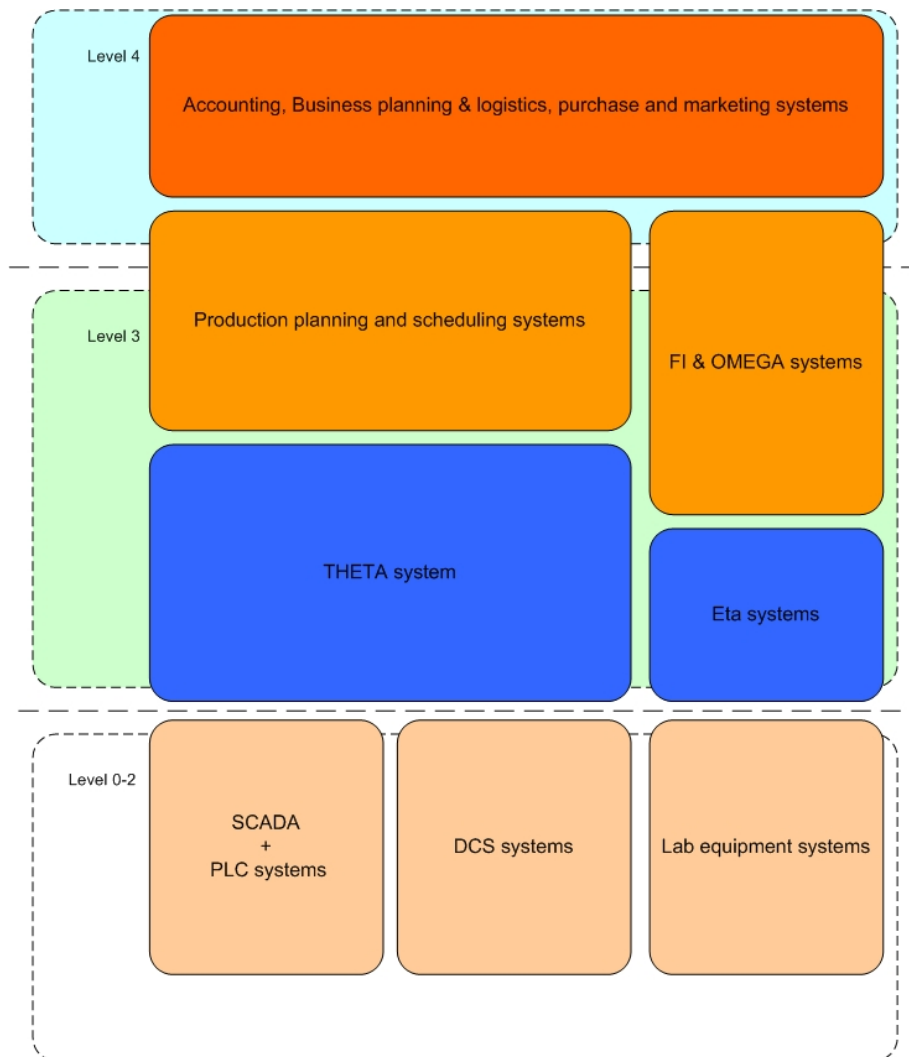 Level 4
Accounting, Business planning & logistics, purchase and marketing systems
Level 3
Production planning and scheduling systems
FI & OMEGA systems
THETA system
Eta systems
Level 0-2
SCADA
+
PLC systems
DCS systems
Lab equipment systems